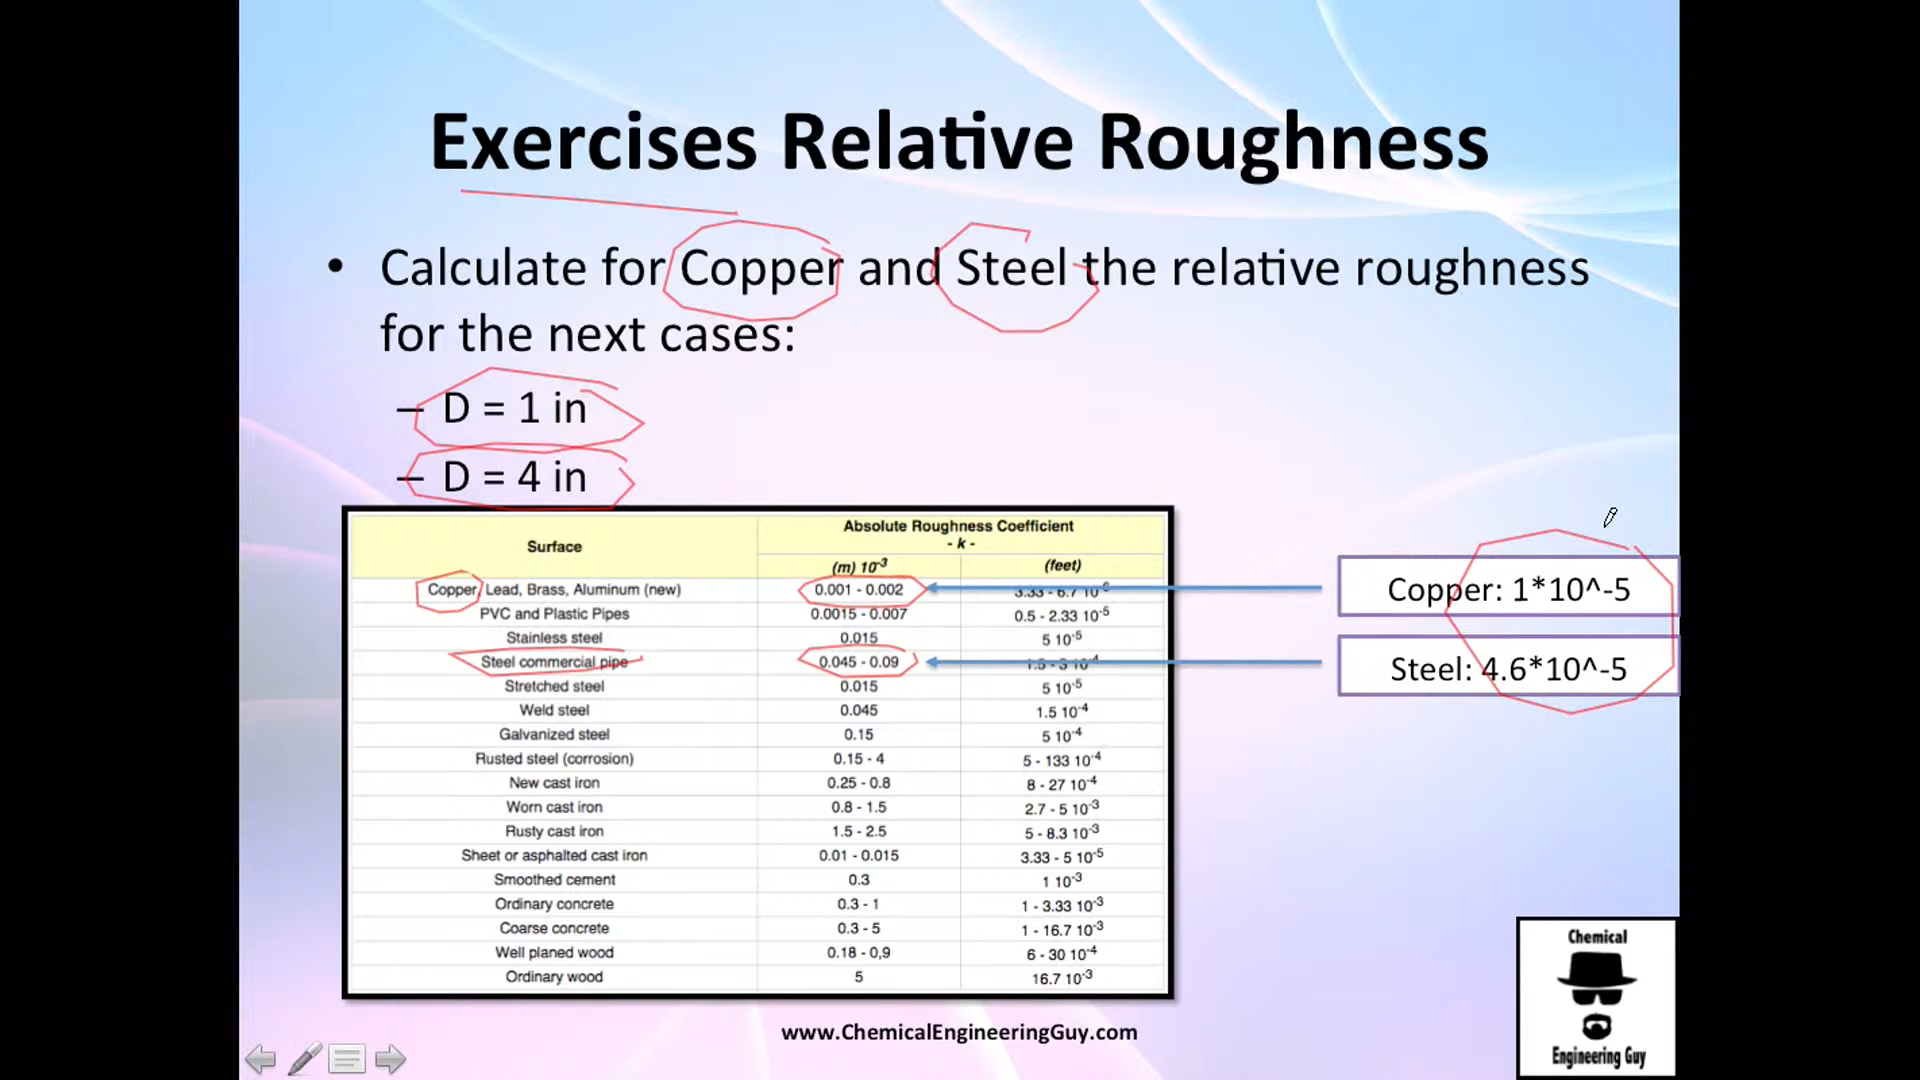 Exercises Relative Roughness
• Calculate for Copper and Steel the relative roughness
for the next cases:
– D = 1 in
– D = 4 in
Surface
Absolute Roughness Coefficient
- k -
(m) 10-3 (feet)
Copper, Lead, Brass, Aluminum (new) 0.001 - 0.002 3.33 - 6.7 10-6
PVC and Plastic Pipes 0.0015 - 0.007 0.5 - 2.33 10-5
Stainless steel 0.015 5 10-5
Steel commercial pipe 0.045 - 0.09 1.5 - 3 10-4
Stretched steel 0.015 5 10-5
Weld steel 0.045 1.5 10-4
Galvanized steel 0.15 5 10-4
Rusted steel (corrosion) 0.15 - 4 5 - 133 10-4
New cast iron 0.25 - 0.8 8 - 27 10-4
Worn cast iron 0.8 - 1.5 2.7 - 5 10-3
Rusty cast iron 1.5 - 2.5 5 - 8.3 10-3
Sheet or asphalted cast iron 0.01 - 0.015 3.33 - 5 10-5
Smoothed cement 0.3 1 10-3
Ordinary concrete 0.3 - 1 1 - 3.33 10-3
Coarse concrete 0.3 - 5 1 - 16.7 10-3
Well planed wood 0.18 - 0,9 6 - 30 10-4
Ordinary wood 5 16.7 10-3
Copper: 1*10^-5
Steel: 4.6*10^-5
www.ChemicalEngineeringGuy.com
Chemical
Engineering Guy